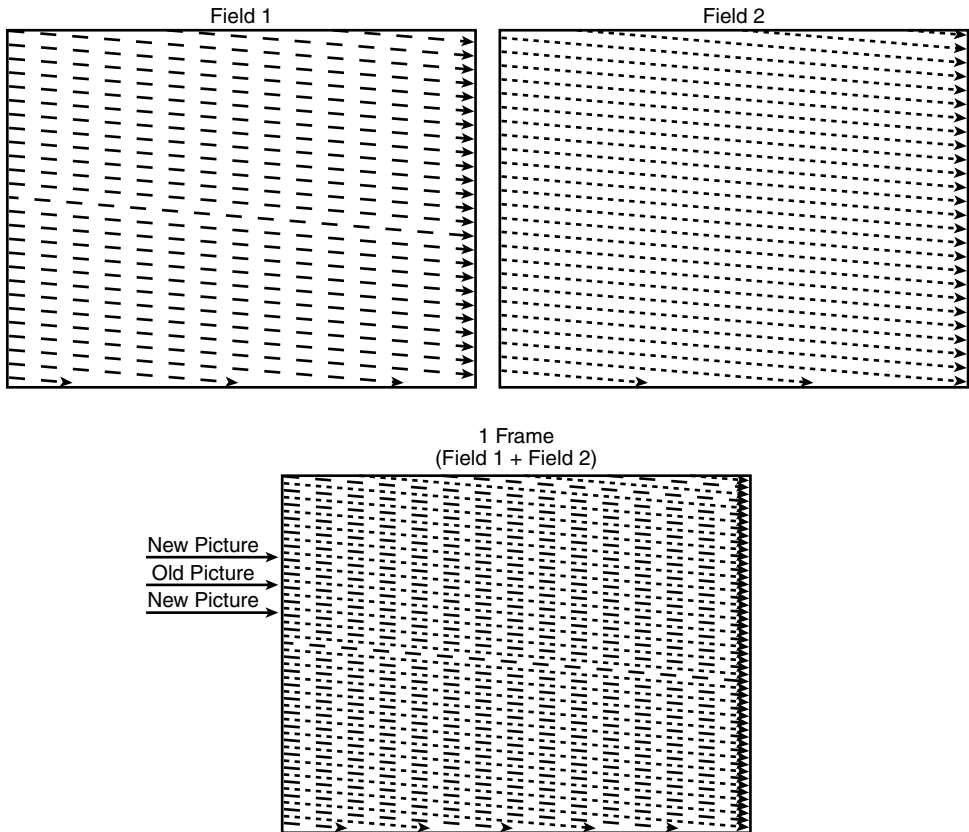 Field 1
Field 2
1 Frame
(Field 1 + Field 2)
New Picture
Old Picture
New Picture